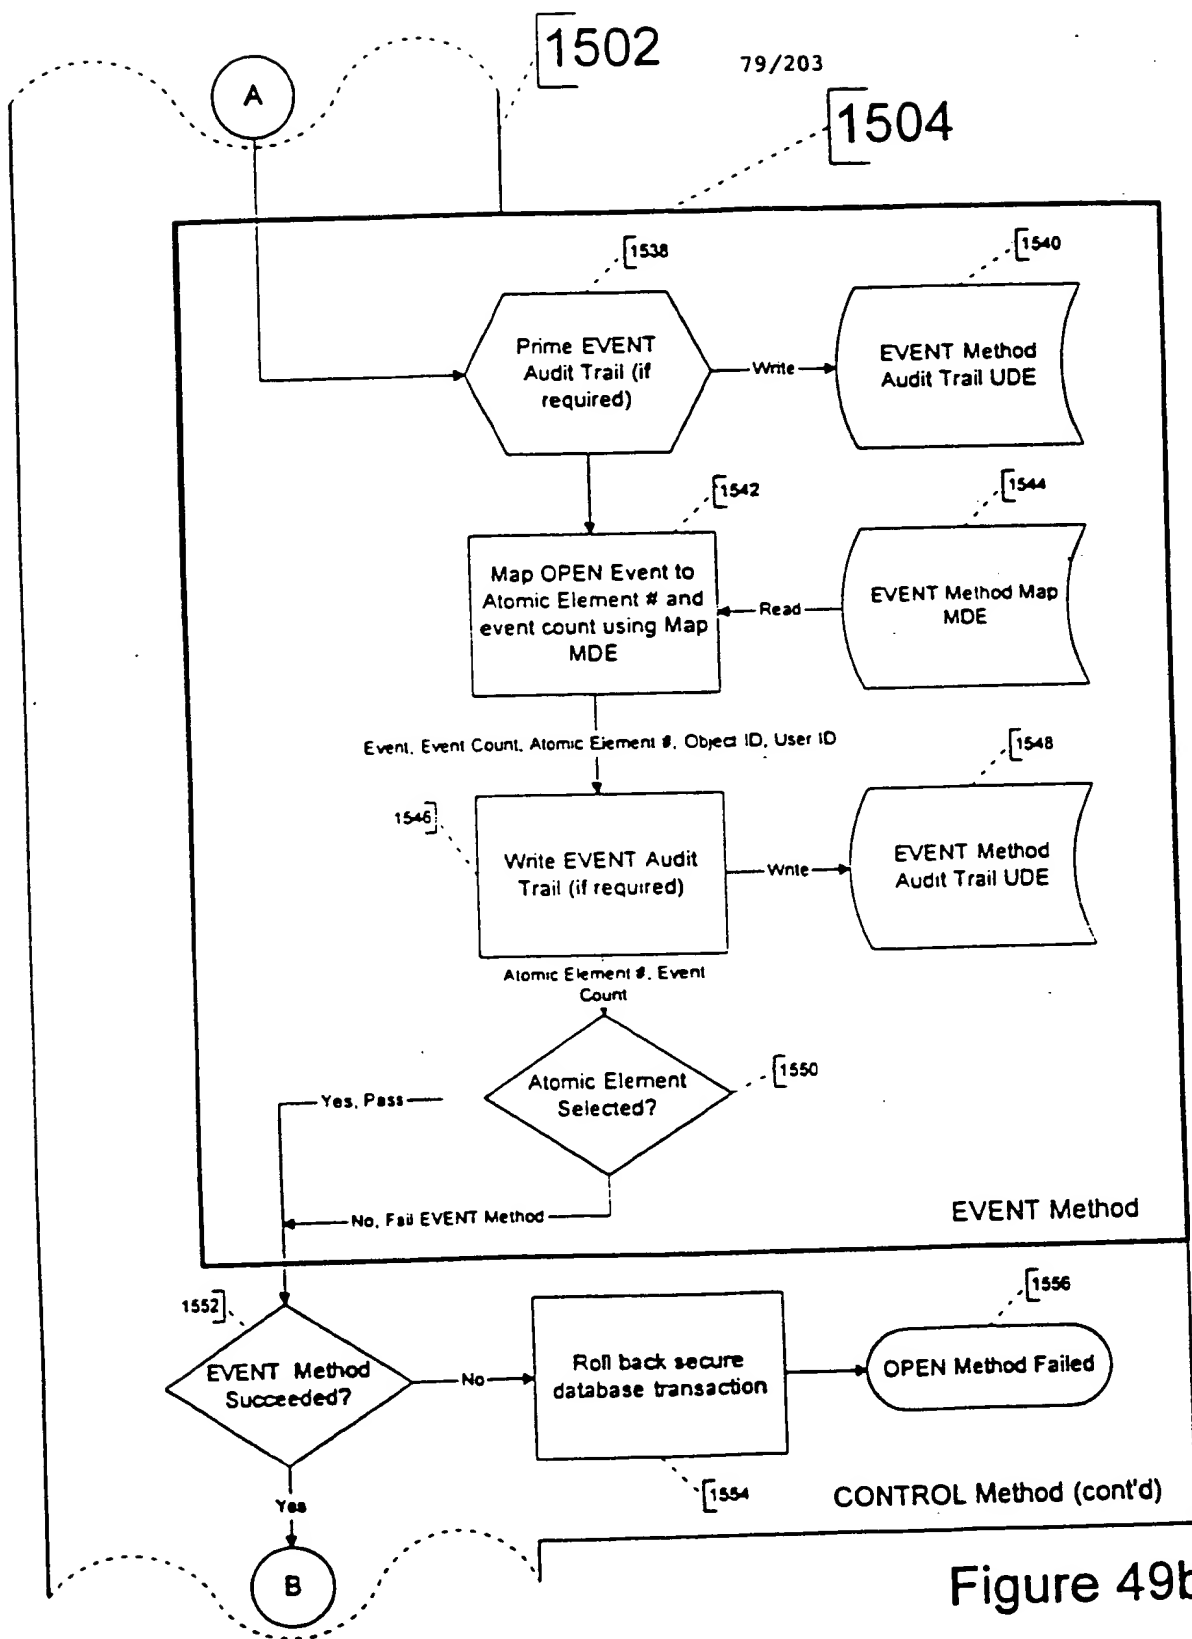 1502
79/203
A
1504
1538
1540
Prime EVENT
Audit Trail (if
required)
Write
EVENT Method
Audit Trail UDE
1542
1544
Map OPEN Event to
Atomic Element # and
event count using Map
MDE
Read
EVENT Method Map
MDE
Event, Event Count, Atomic Element #, Object ID, User ID
1548
1546
Write EVENT Audit
Trail (if required)
Write
EVENT Method
Audit Trail UDE
Atomic Element #, Event
Count
1550
Atomic Element
Selected?
Yes, Pass
No, Fail EVENT Method
EVENT Method
1552
1556
EVENT Method
Succeeded?
No
Roll back secure
database transaction
OPEN Method Failed
1554
Yes
CONTROL Method (cont'd)
B
Figure 49b